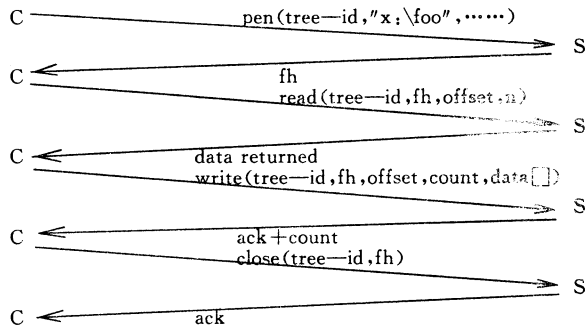 C pen(tree—id,"x:\foo",……) S
C fh
read(tree—id,fh,offset,n) S
C data returned
write(tree—id,fh,offset,count,data[]) S
C ack+count
close(tree—id,fh) S
C ack